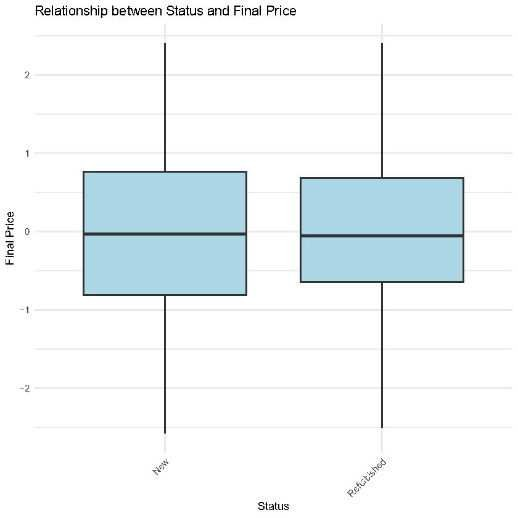 Relationship between Status and Final Price
Final Price
2
1
0
−1
−2
New
Refurbished
Status